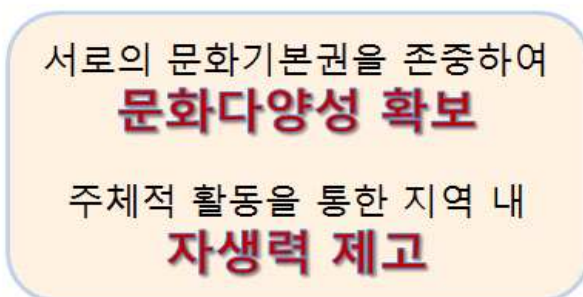 서로의 문화기본권을 존중하여
문화다양성 확보
주체적 활동을 통한 지역 내
자생력 제고